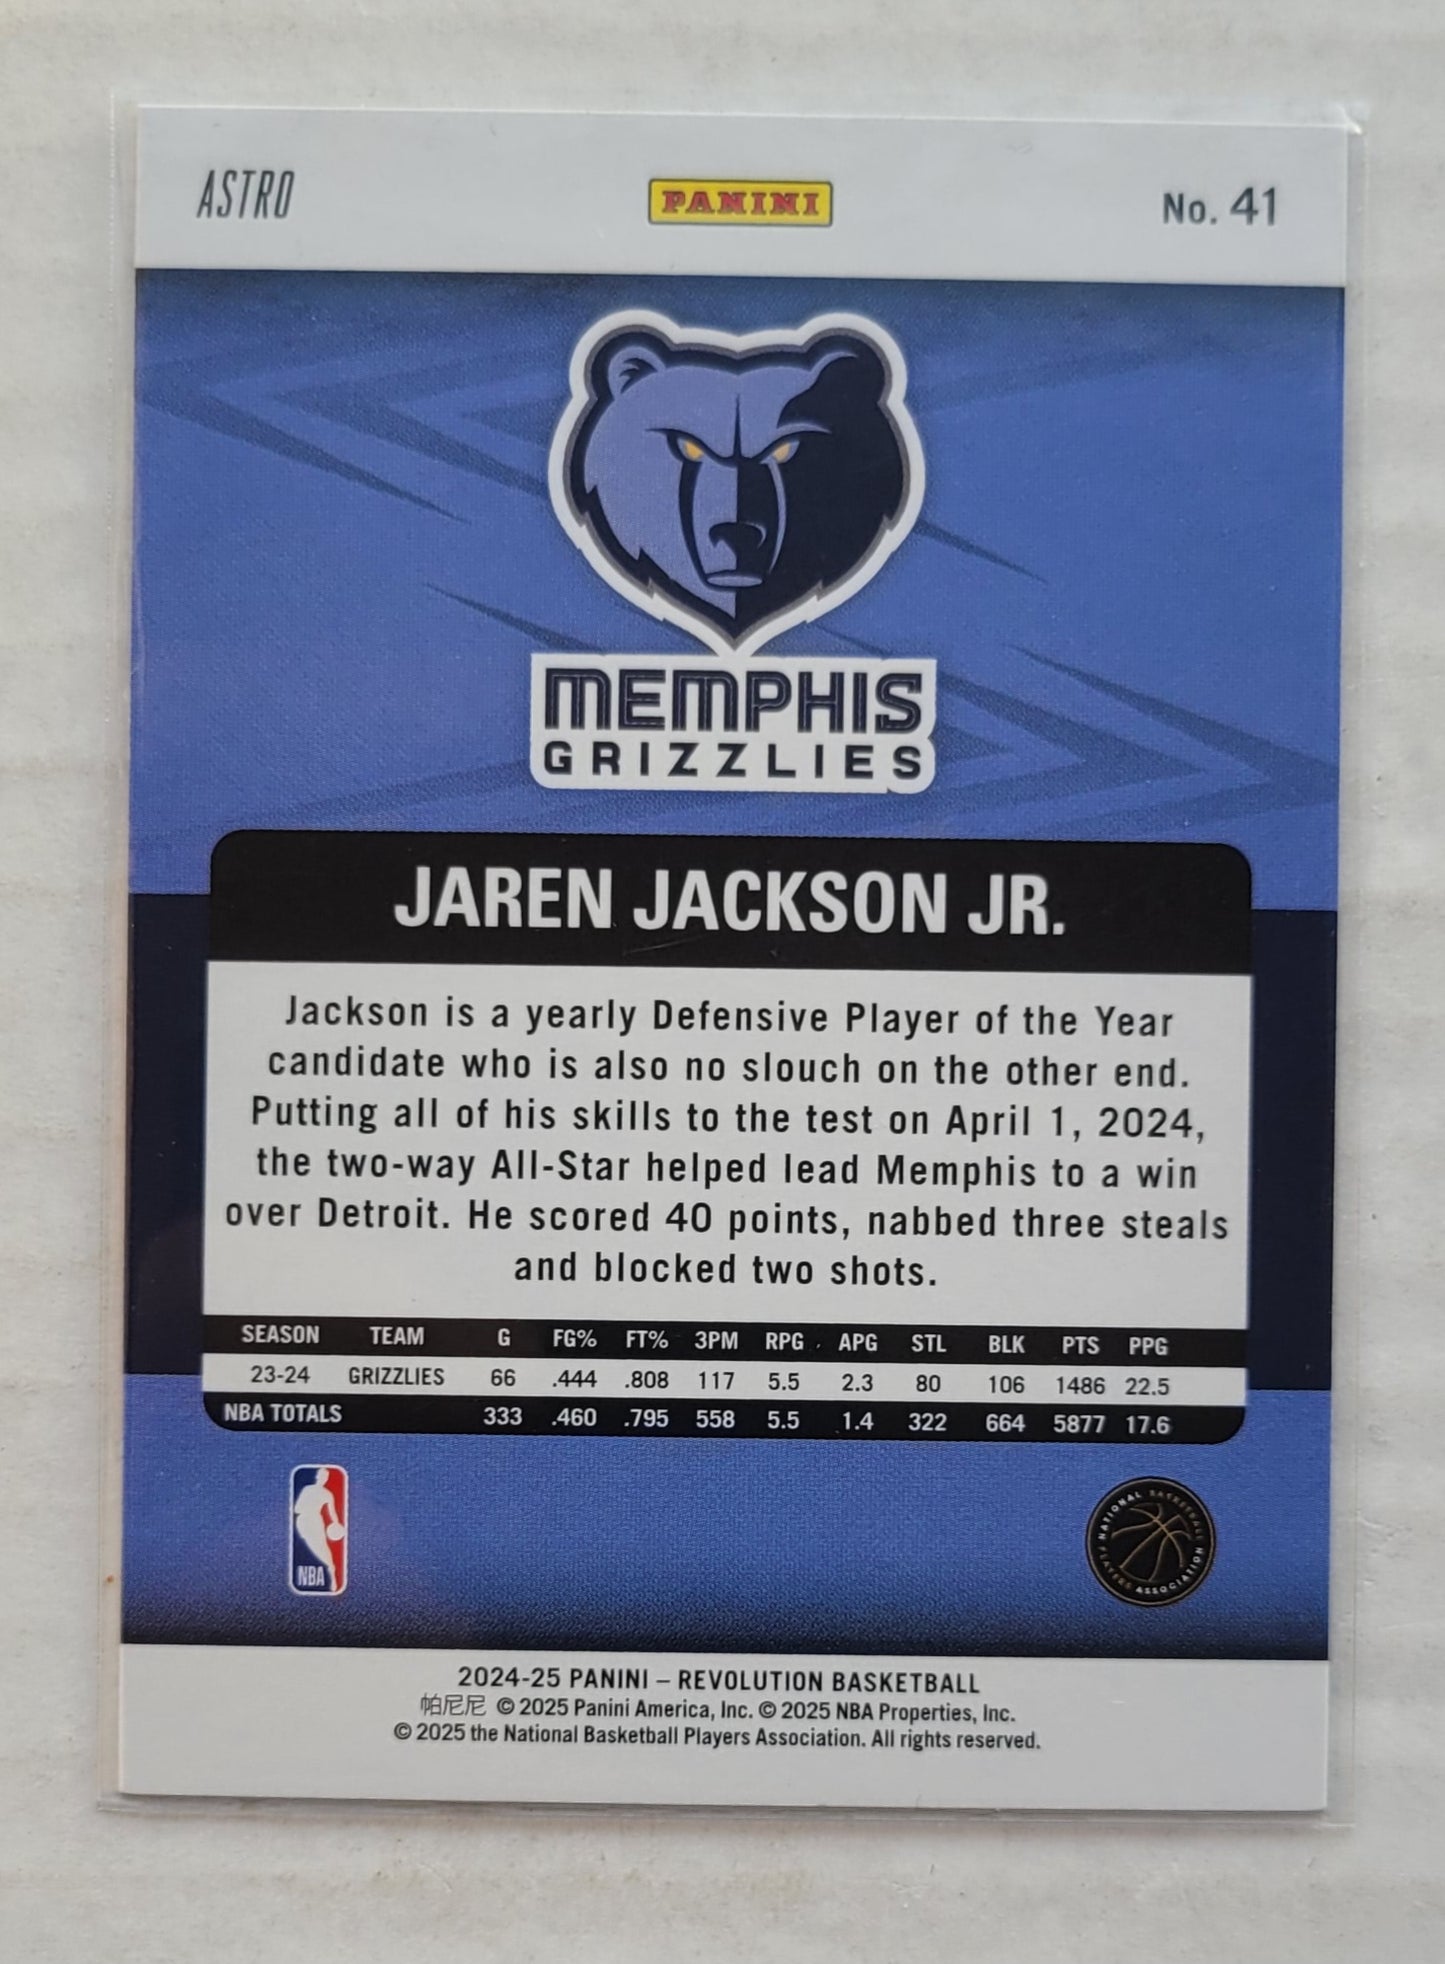 ASTRO PANINI No. 41
MEMPHIS
GRIZZLIES
JAREN JACKSON JR.
Jackson is a yearly Defensive Player of the Year
candidate who is also no slouch on the other end.
Putting all of his skills to the test on April 1, 2024,
the two-way All-Star helped lead Memphis to a win
over Detroit. He scored 40 points, nabbed three steals
and blocked two shots.
SEASON TEAM G FG% FT% 3PM RPG APG STL BLK PTS PPG
23-24 GRIZZLIES 66 .444 .808 117 5.5 2.3 80 106 1486 22.5
NBA TOTALS 333 .460 .795 558 5.5 1.4 322 664 5877 17.6
NBA
NATIONAL BASKETBALL PLAYERS ASSOCIATION
2024-25 PANINI – REVOLUTION BASKETBALL
帕尼尼 © 2025 Panini America, Inc. © 2025 NBA Properties, Inc.
© 2025 the National Basketball Players Association. All rights reserved.